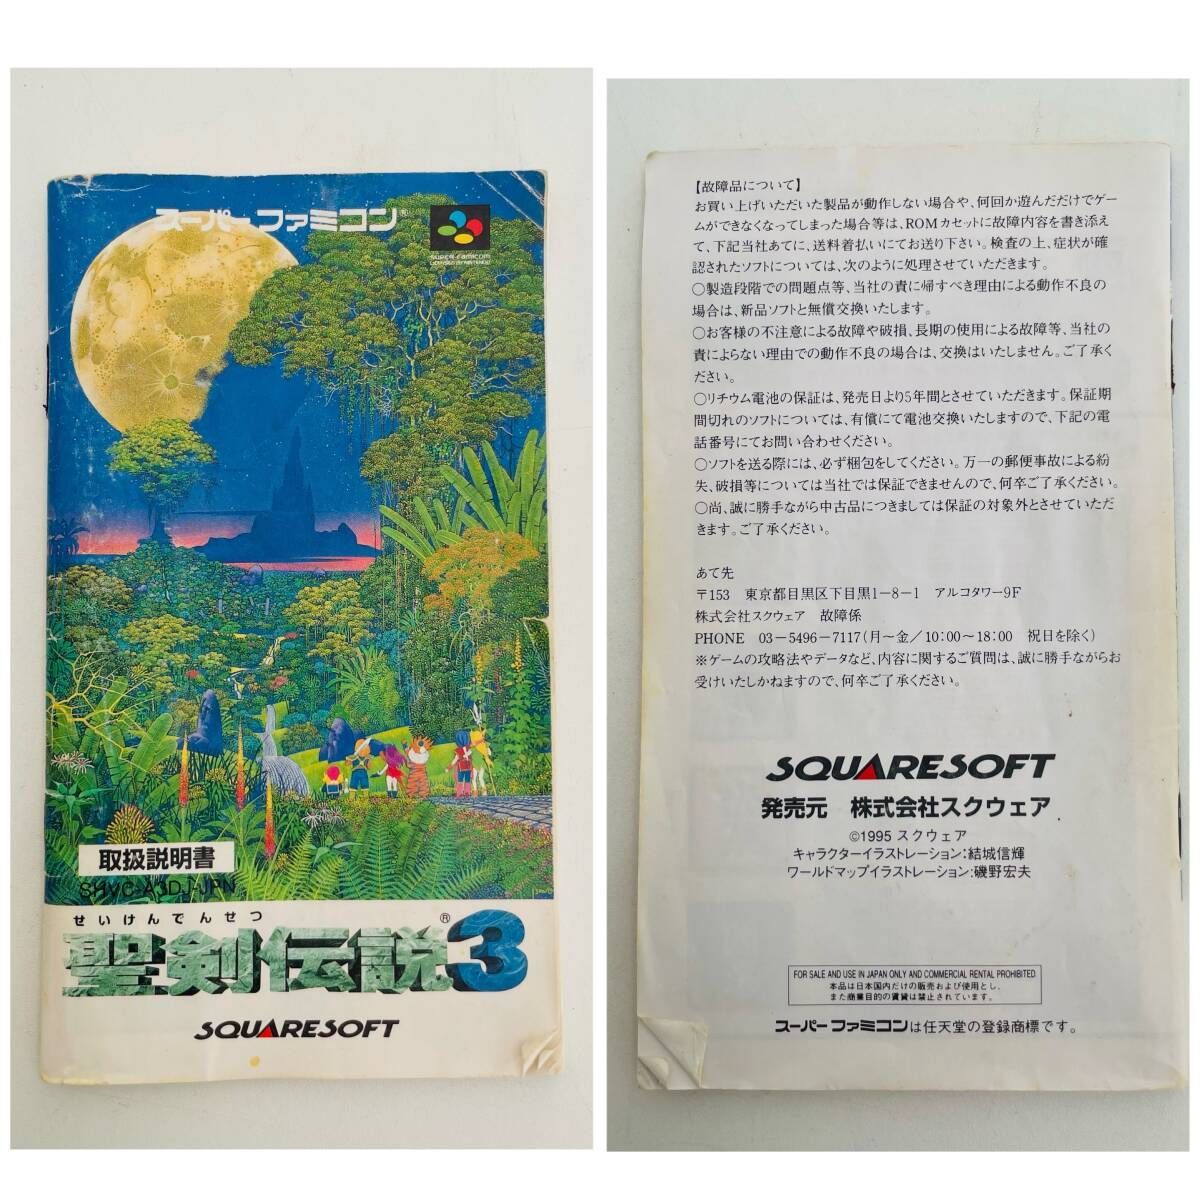 スーパーファミコン
SUPER FAMICOM
取扱説明書
SHVC-A3DJ-JPN
せいけんでんせつ
聖剣伝説3®
SQUARESOFT
【故障品について】
お買い上げいただいた製品が動作しない場合や、何回か遊んだだけでゲー
ムができなくなってしまった場合等は、ROMカセットに故障内容を書き添え
て、下記当社あてに、送料着払いにてお送り下さい。検査の上、症状が確
認されたソフトについては、次のように処理させていただきます。
○製造段階での問題点等、当社の責に帰すべき理由による動作不良の
場合は、新品ソフトと無償交換いたします。
○お客様の不注意による故障や破損、長期の使用による故障等、当社の
責によらない理由での動作不良の場合は、交換はいたしません。ご了承く
ださい。
○リチウム電池の保証は、発売日より5年間とさせていただきます。保証期
間切れのソフトについては、有償にて電池交換いたしますので、下記の電
話番号にてお問い合わせください。
○ソフトを送る際には、必ず梱包をしてください。万一の郵便事故による紛
失、破損等については当社では保証できませんので、何卒ご了承ください。
○尚、誠に勝手ながら中古品につきましては保証の対象外とさせていただ
きます。ご了承ください。
あて先
〒153 東京都目黒区下目黒1-8-1 アルコタワー9F
株式会社スクウェア 故障係
PHONE 03-5496-7117(月〜金/10:00〜18:00 祝日を除く)
※ゲームの攻略法やデータなど、内容に関するご質問は、誠に勝手ながらお
受けいたしかねますので、何卒ご了承ください。
SQUARESOFT
発売元 株式会社スクウェア
©1995 スクウェア
キャラクターイラストレーション:結城信輝
ワールドマップイラストレーション:磯野宏夫
FOR SALE AND USE IN JAPAN ONLY AND COMMERCIAL RENTAL PROHIBITED.
本品は日本国内だけの販売および使用とし、
また商業目的の賃貸は禁止されています。
スーパーファミコンは任天堂の登録商標です。